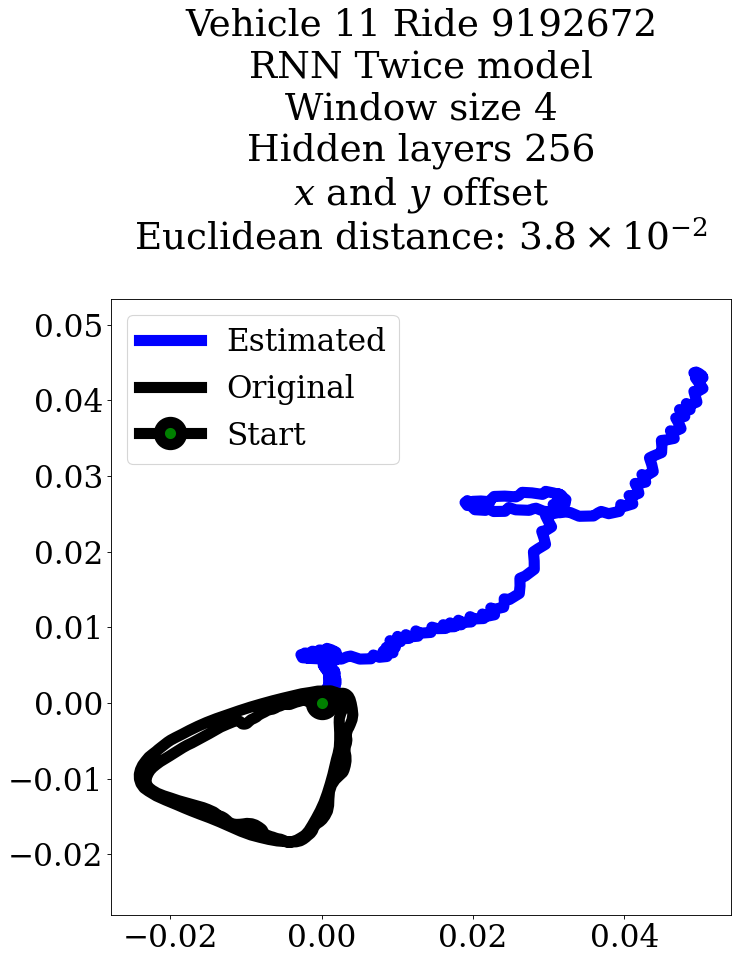 Vehicle 11 Ride 9192672
RNN Twice model
Window size 4
Hidden layers 256
x and y offset
Euclidean distance: 3.8 × 10⁻²
Estimated
Original
Start
0.05
0.04
0.03
0.02
0.01
0.00
−0.01
−0.02
−0.02 0.00 0.02 0.04